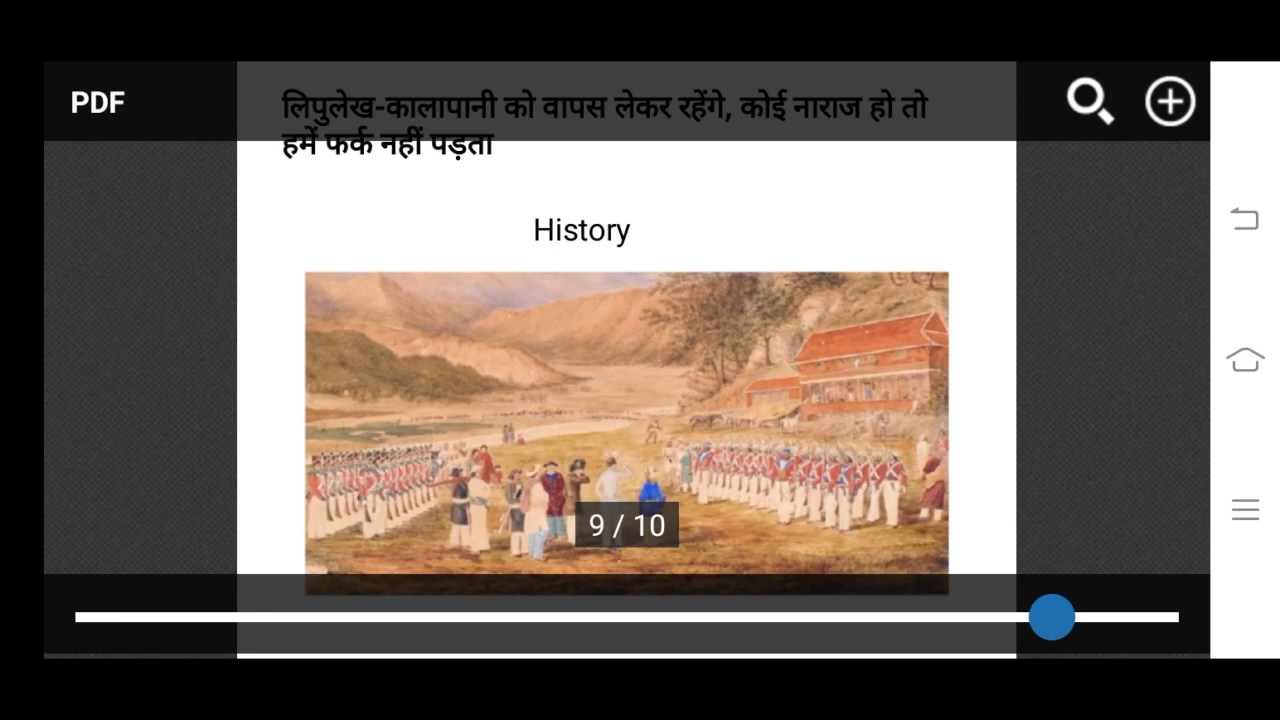 PDF
लिपुलेख-कालापानी को वापस लेकर रहेंगे, कोई नाराज हो तो
हमें फर्क नहीं पड़ता
History
9 / 10